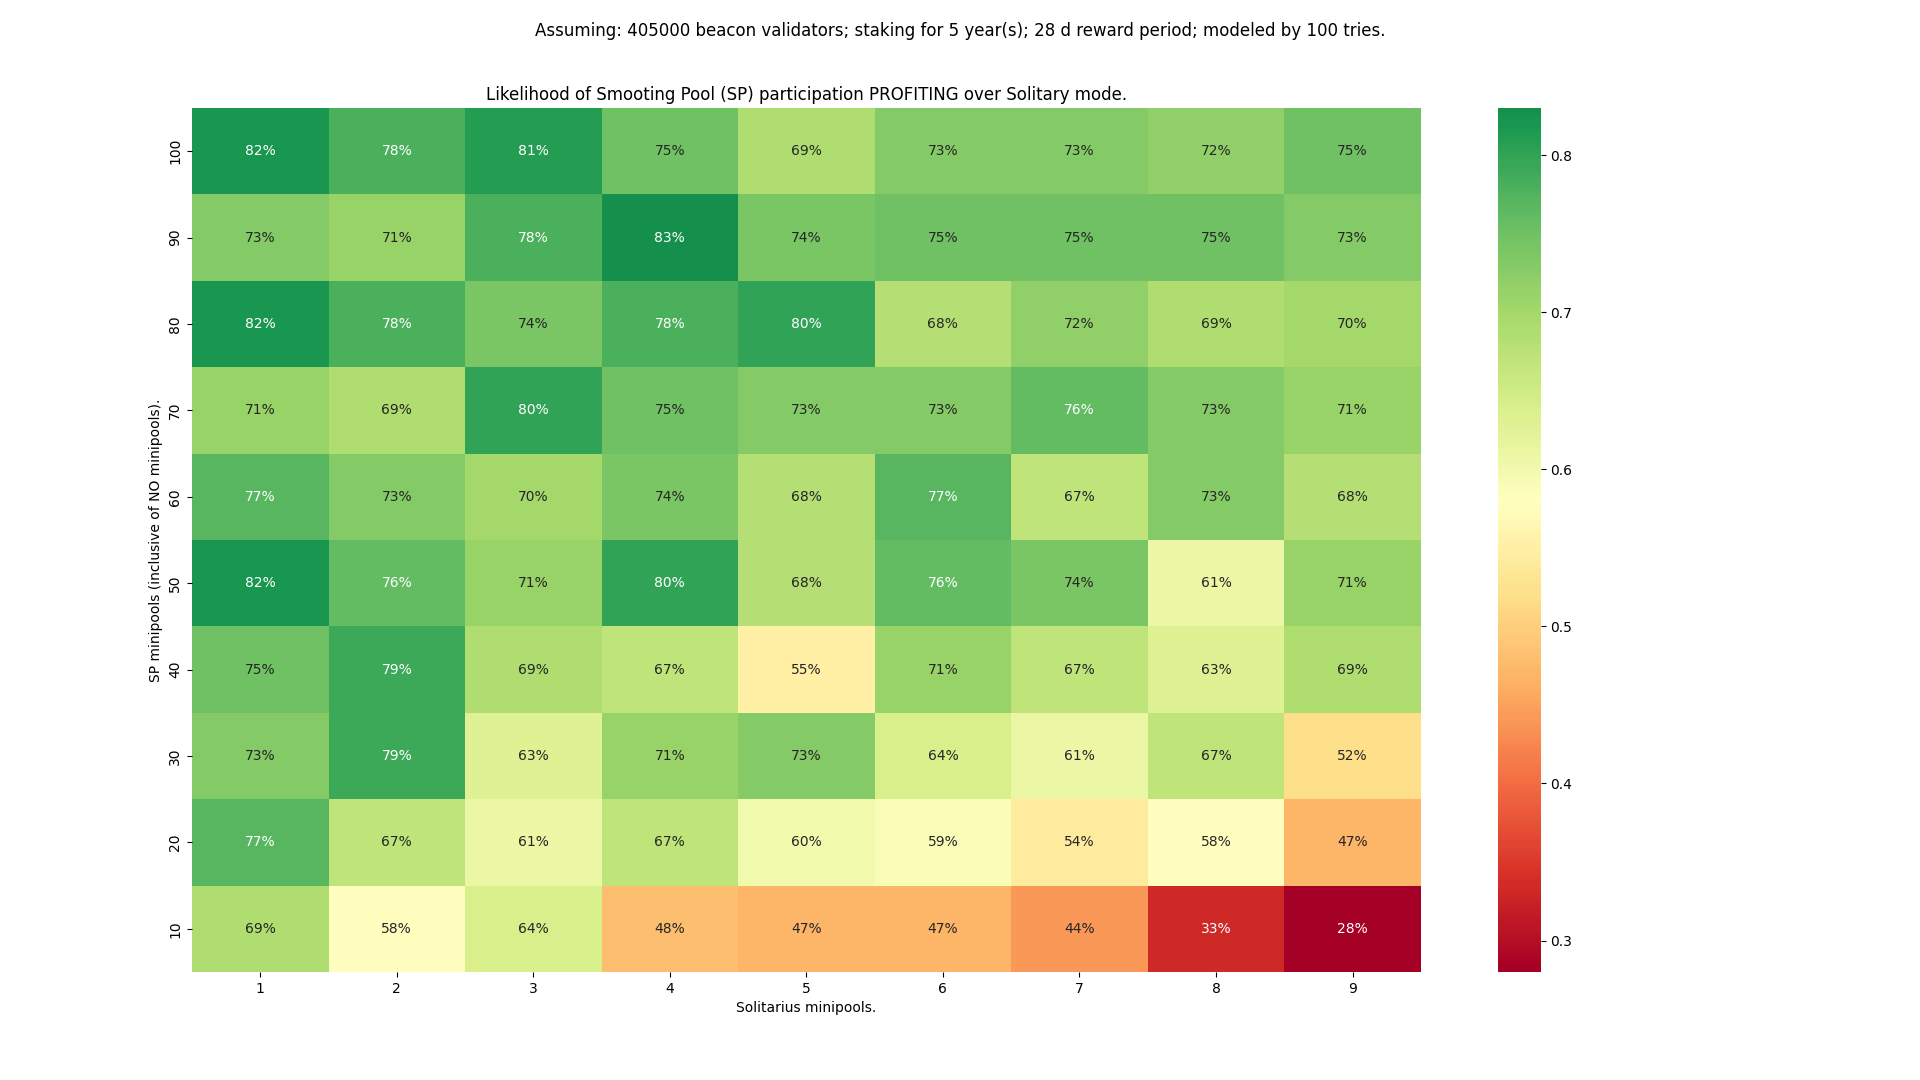 Assuming: 405000 beacon validators; staking for 5 year(s); 28 d reward period; modeled by 100 tries.
Likelihood of Smooting Pool (SP) participation PROFITING over Solitary mode.
SP minipools (inclusive of NO minipools).
100 82% 78% 81% 75% 69% 73% 73% 72% 75%
90 73% 71% 78% 83% 74% 75% 75% 75% 73%
80 82% 78% 74% 78% 80% 68% 72% 69% 70%
70 71% 69% 80% 75% 73% 73% 76% 73% 71%
60 77% 73% 70% 74% 68% 77% 67% 73% 68%
50 82% 76% 71% 80% 68% 76% 74% 61% 71%
40 75% 79% 69% 67% 55% 71% 67% 63% 69%
30 73% 79% 63% 71% 73% 64% 61% 67% 52%
20 77% 67% 61% 67% 60% 59% 54% 58% 47%
10 69% 58% 64% 48% 47% 47% 44% 33% 28%
1 2 3 4 5 6 7 8 9
Solitarius minipools.
0.8
0.7
0.6
0.5
0.4
0.3